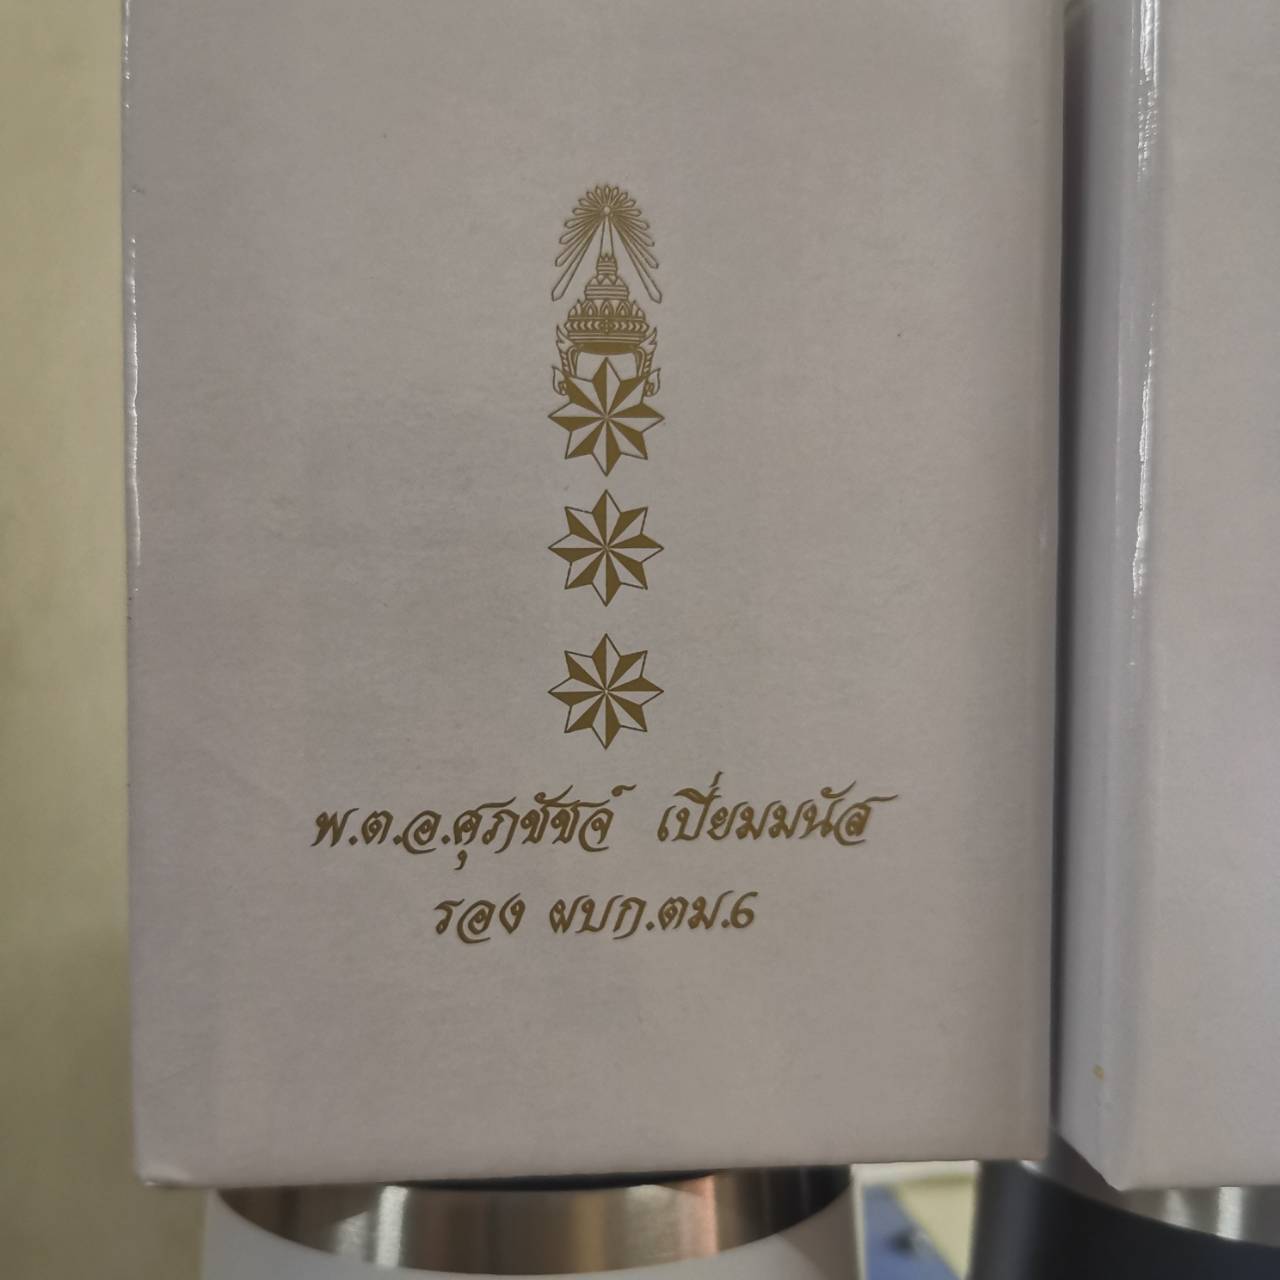 พ.ต.อ.ศุภชัชจ์ เปี่ยมมนัส
รอง ผบก.ตม.๖